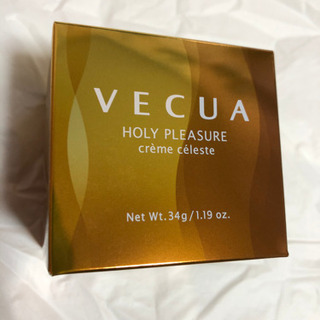 VECUA
HOLY PLEASURE
crème céleste
Net Wt. 34g/1.19 oz.